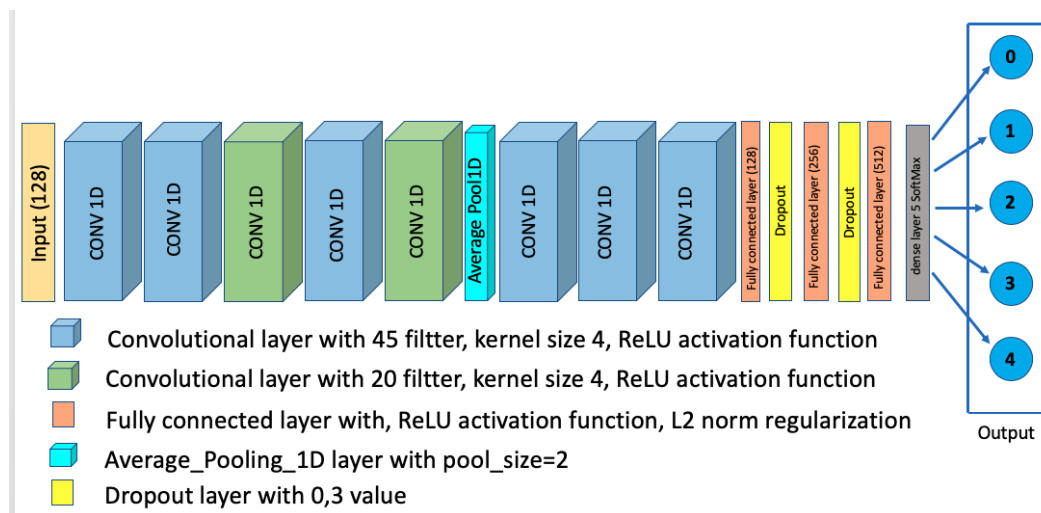 Input (128)
CONV 1D
CONV 1D
CONV 1D
CONV 1D
CONV 1D
Average Pool1D
CONV 1D
CONV 1D
CONV 1D
Fully connected layer (128)
Dropout
Fully connected layer (256)
Dropout
Fully connected layer (512)
dense layer 5 SoftMax
0
1
2
3
4
Output
Convolutional layer with 45 filtter, kernel size 4, ReLU activation function
Convolutional layer with 20 filtter, kernel size 4, ReLU activation function
Fully connected layer with, ReLU activation function, L2 norm regularization
Average_Pooling_1D layer with pool_size=2
Dropout layer with 0,3 value